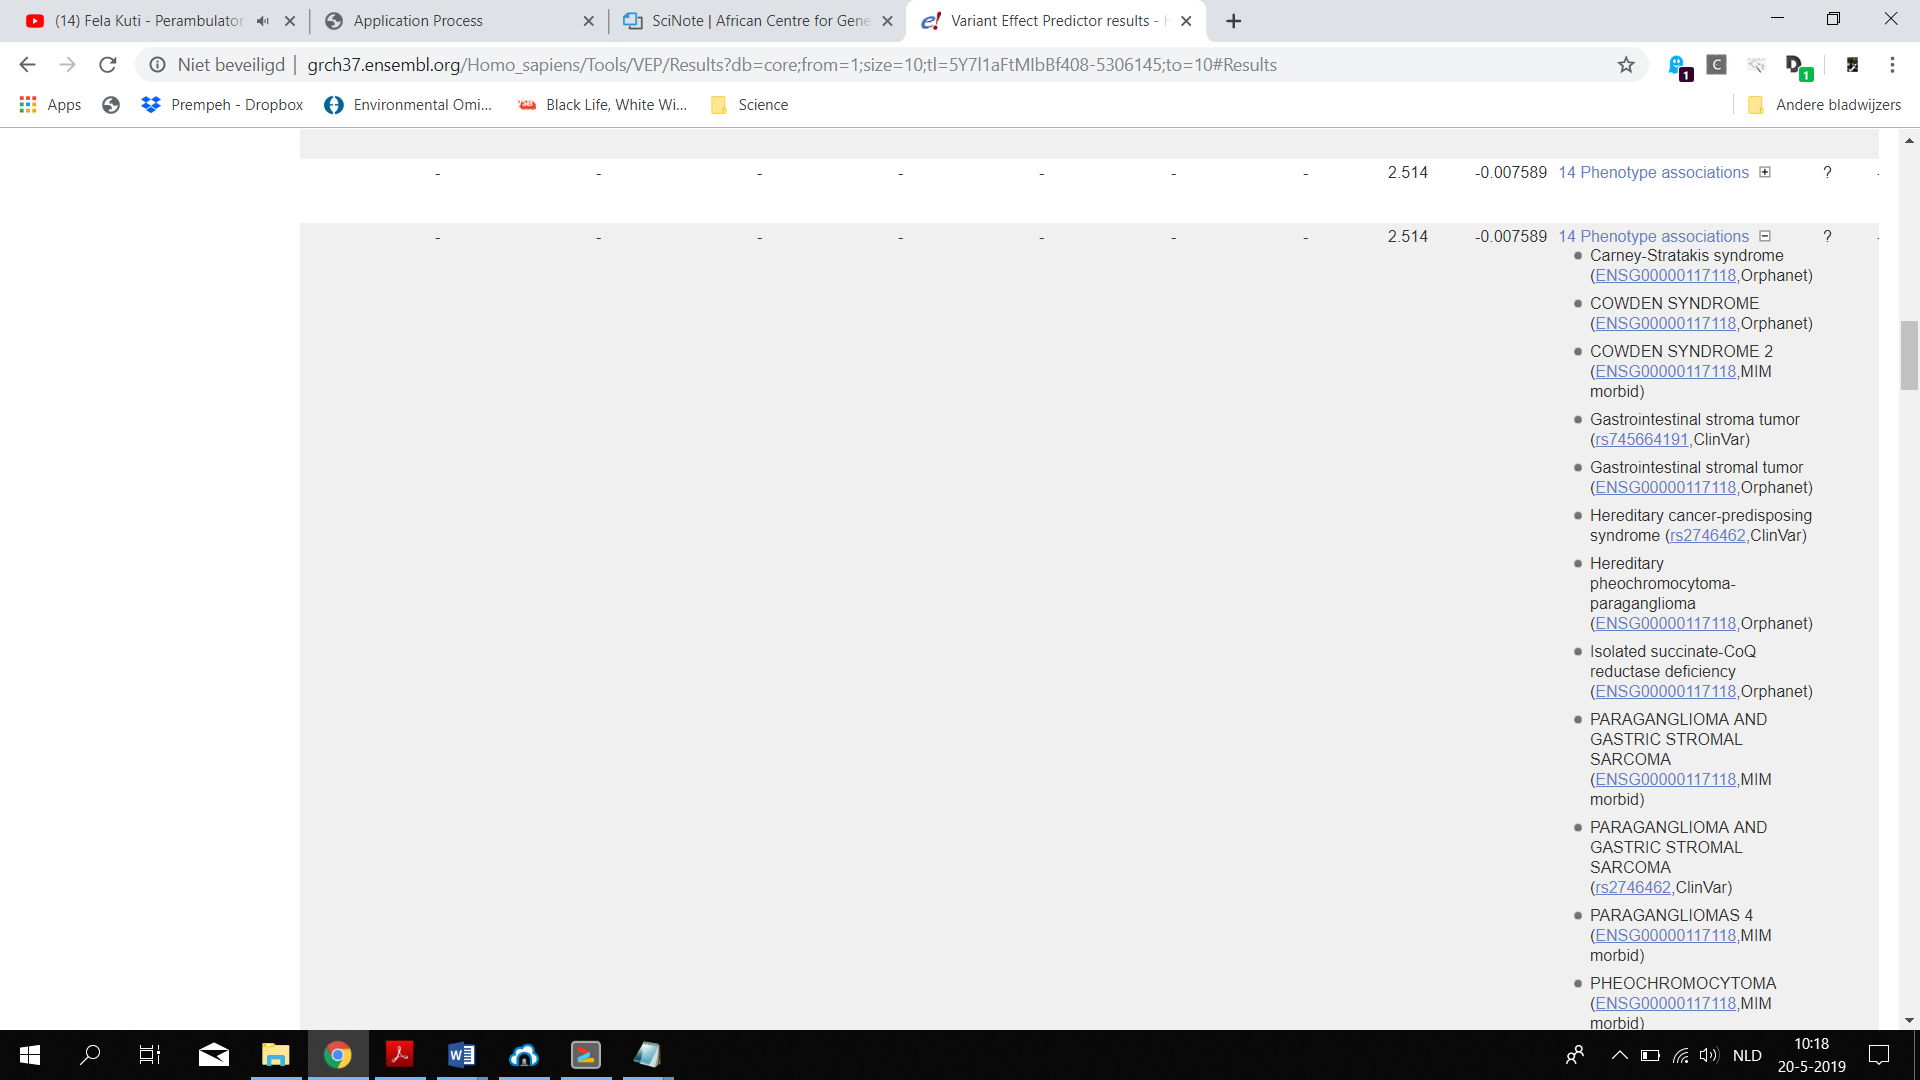 (14) Fela Kuti - Perambulator
Application Process
SciNote | African Centre for Gene
Variant Effect Predictor results - H
Niet beveiligd | grch37.ensembl.org/Homo_sapiens/Tools/VEP/Results?db=core;from=1;size=10;tl=5Y7l1aFtMIbBf408-5306145;to=10#Results
1
C
D
1
Apps
Prempeh - Dropbox
Environmental Omi...
Black Life, White Wi...
Science
Andere bladwijzers
- - - - - - - 2.514 -0.007589 14 Phenotype associations ? -
- - - - - - - 2.514 -0.007589 14 Phenotype associations ? -
Carney-Stratakis syndrome
(ENSG00000117118,Orphanet)
COWDEN SYNDROME
(ENSG00000117118,Orphanet)
COWDEN SYNDROME 2
(ENSG00000117118,MIM
morbid)
Gastrointestinal stroma tumor
(rs745664191,ClinVar)
Gastrointestinal stromal tumor
(ENSG00000117118,Orphanet)
Hereditary cancer-predisposing
syndrome (rs2746462,ClinVar)
Hereditary
pheochromocytoma-
paraganglioma
(ENSG00000117118,Orphanet)
Isolated succinate-CoQ
reductase deficiency
(ENSG00000117118,Orphanet)
PARAGANGLIOMA AND
GASTRIC STROMAL
SARCOMA
(ENSG00000117118,MIM
morbid)
PARAGANGLIOMA AND
GASTRIC STROMAL
SARCOMA
(rs2746462,ClinVar)
PARAGANGLIOMAS 4
(ENSG00000117118,MIM
morbid)
PHEOCHROMOCYTOMA
(ENSG00000117118,MIM
morbid)
NLD
10:18
20-5-2019